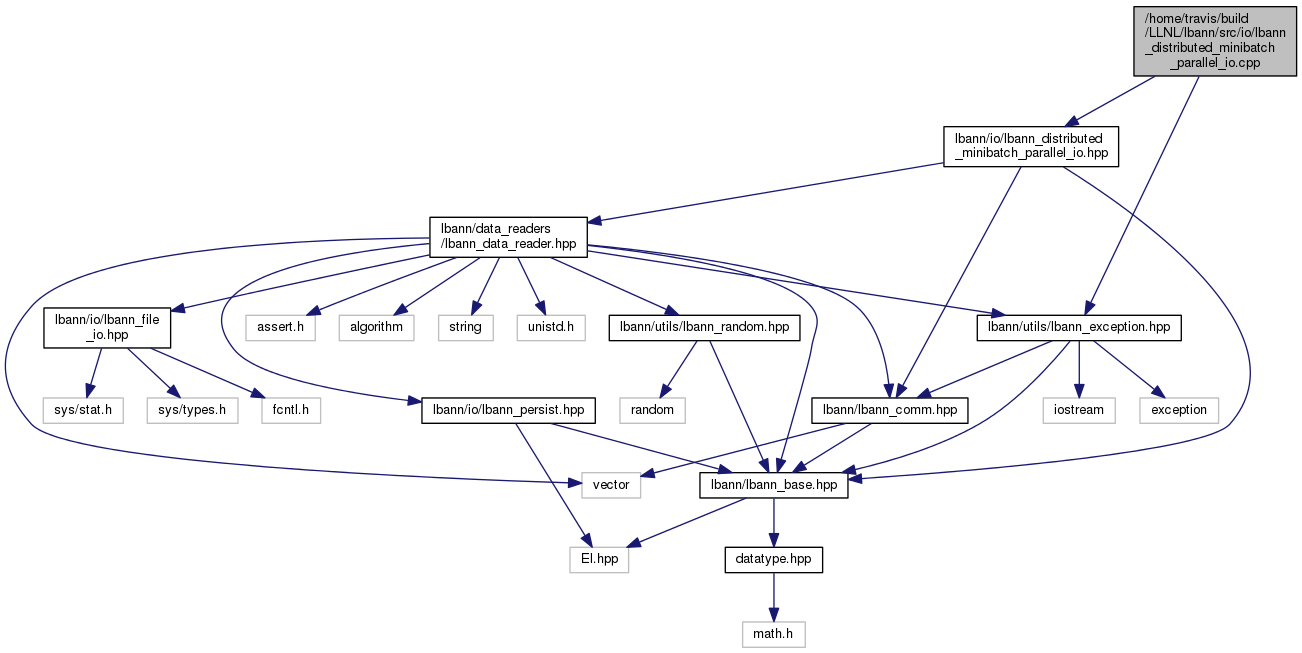 /home/travis/build
/LLNL/lbann/src/io/lbann
_distributed_minibatch
_parallel_io.cpp
lbann/io/lbann_distributed
_minibatch_parallel_io.hpp
lbann/data_readers
/lbann_data_reader.hpp
lbann/io/lbann_file
_io.hpp
assert.h
algorithm
string
unistd.h
lbann/utils/lbann_random.hpp
lbann/utils/lbann_exception.hpp
sys/stat.h
sys/types.h
fcntl.h
lbann/io/lbann_persist.hpp
random
lbann/lbann_comm.hpp
iostream
exception
vector
lbann/lbann_base.hpp
El.hpp
datatype.hpp
math.h